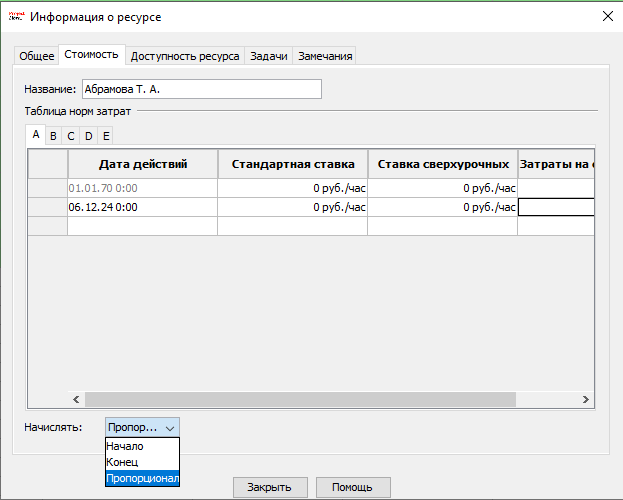 Информация о ресурсе
Общее Стоимость Доступность ресурса Задачи Замечания
Название: Абрамова Т. А.
Таблица норм затрат
A B C D E
Дата действий Стандартная ставка Ставка сверхурочных Затраты на
01.01.70 0:00 0 руб./час 0 руб./час
06.12.24 0:00 0 руб./час 0 руб./час
Начислять: Пропор...
Начало
Конец
Пропорционал
Закрыть Помощь